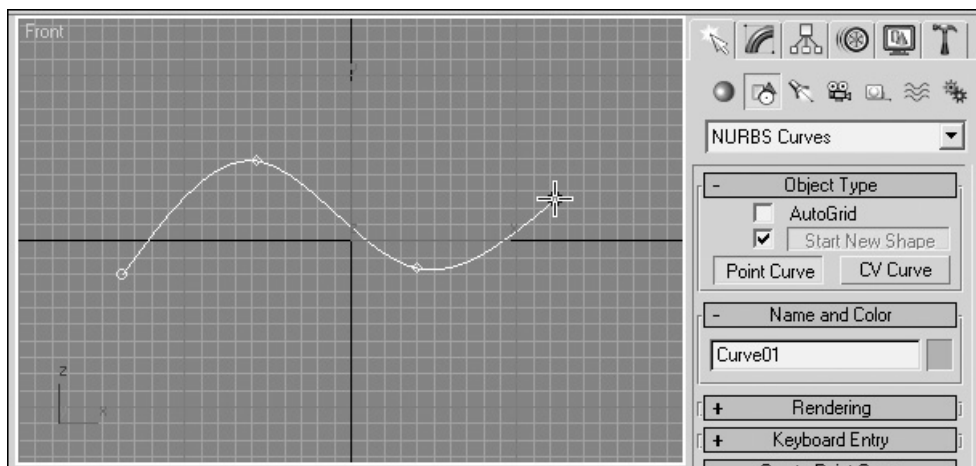 Front
y
z
x
NURBS Curves
- Object Type
AutoGrid
Start New Shape
Point Curve CV Curve
- Name and Color
Curve01
+ Rendering
+ Keyboard Entry